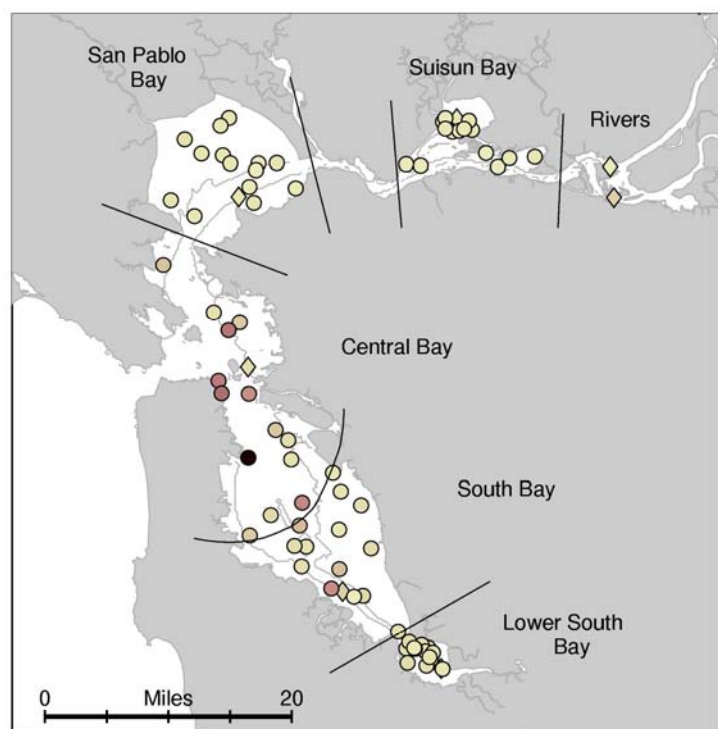 San Pablo
Bay
Suisun Bay
Rivers
Central Bay
South Bay
Lower South
Bay
0 Miles 20